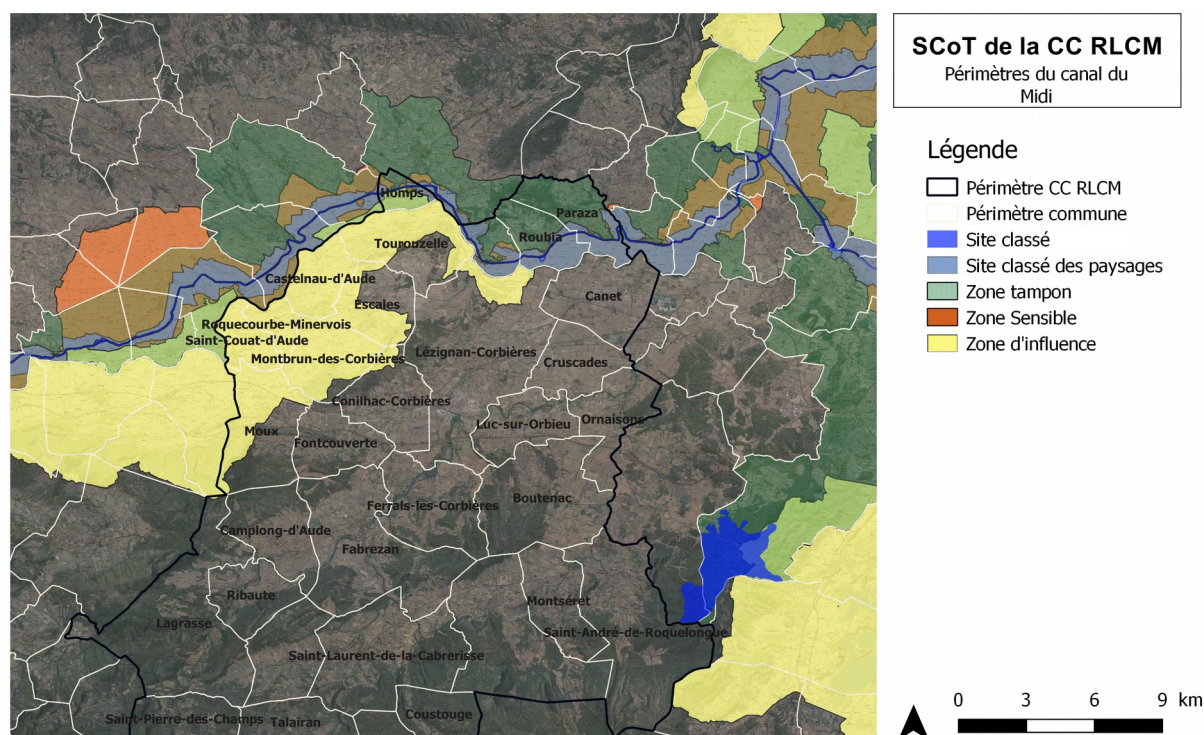 SCoT de la CC RLCM
Périmètres du canal du
Midi
Légende
Périmètre CC RLCM
Périmètre commune
Site classé
Site classé des paysages
Zone tampon
Zone Sensible
Zone d'influence
Homps
Paraza
Tourouzelle
Roubia
Castelnau-d'Aude
Canet
Escales
Roquecourbe-Minervois
Saint-Couat-d'Aude
Lézignan-Corbières
Montbrun-des-Corbières
Cruscades
Conilhac-Corbières
Luc-sur-Orbieu
Ornaisons
Moux
Fontcouverte
Boutenac
Ferrals-les-Corbières
Camplong-d'Aude
Fabrezan
Ribaute
Montséret
Lagrasse
Saint-André-de-Roquelongue
Saint-Laurent-de-la-Cabrerisse
Coustouge
Saint-Pierre-des-Champs
Talairan
0 3 6 9 km